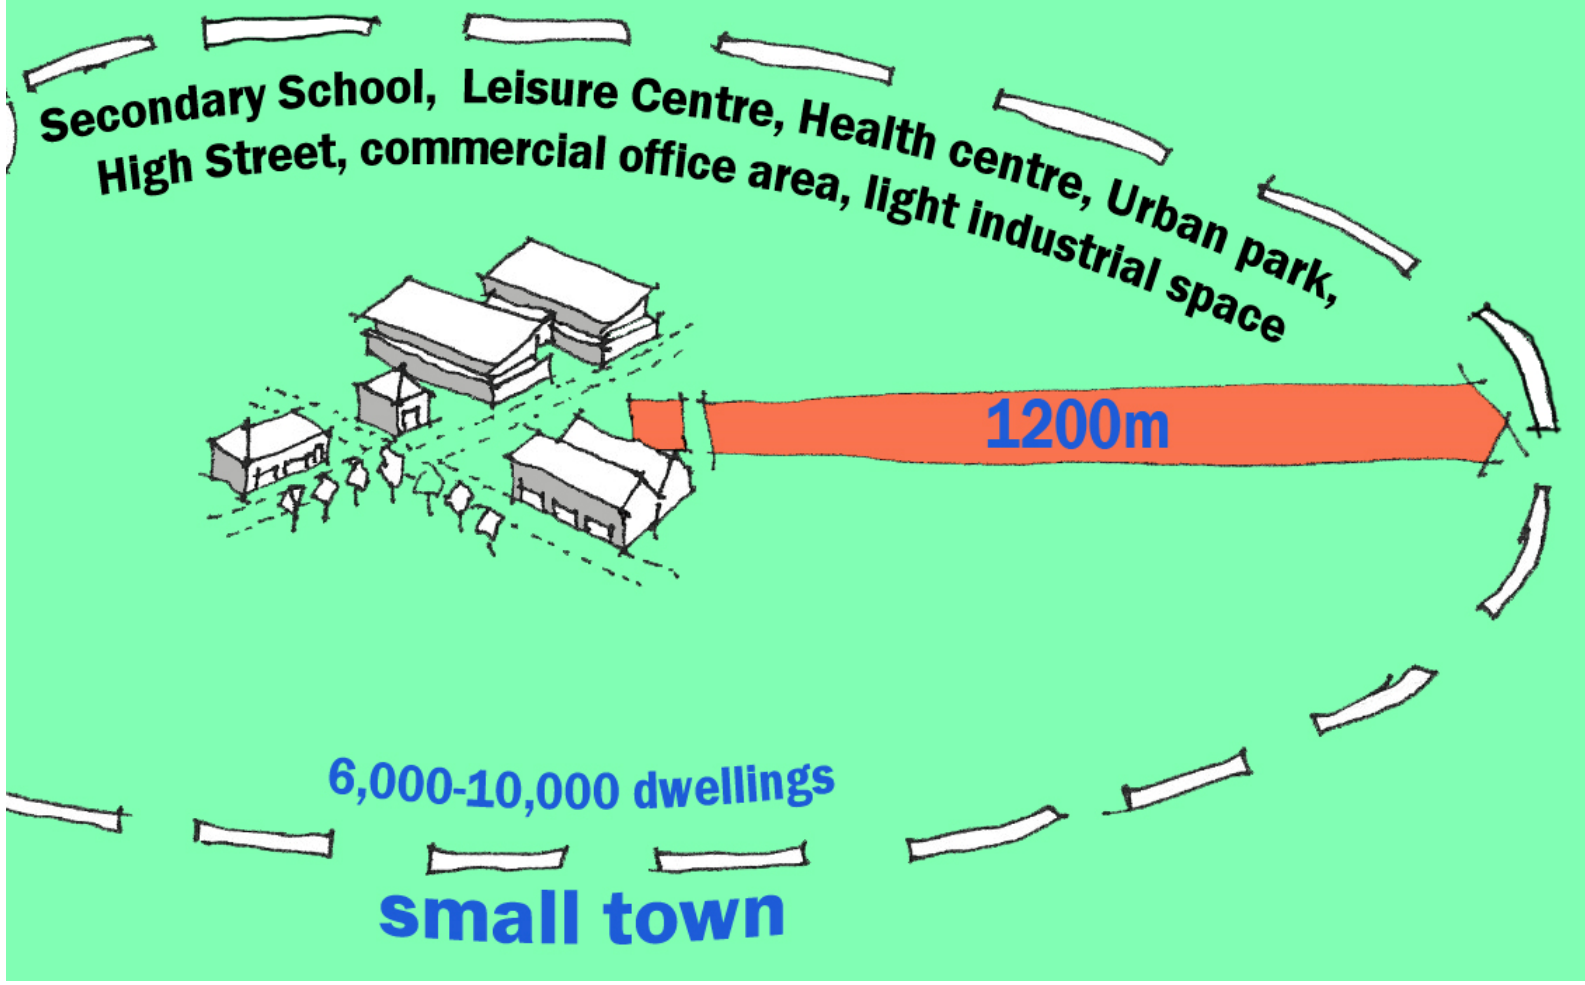 Secondary School, Leisure Centre, Health centre, Urban park,
High Street, commercial office area, light industrial space
1200m
6,000-10,000 dwellings
small town